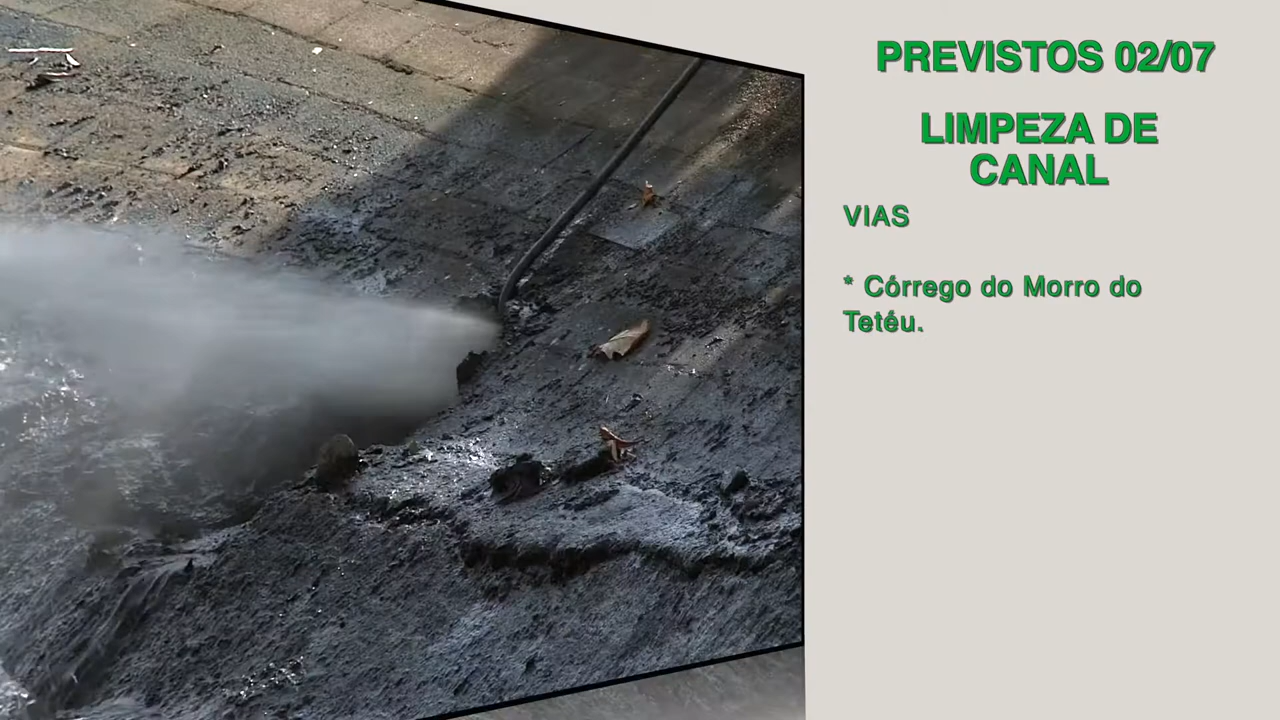 PREVISTOS 02/07
LIMPEZA DE
CANAL
VIAS
* Córrego do Morro do
Tetéu.